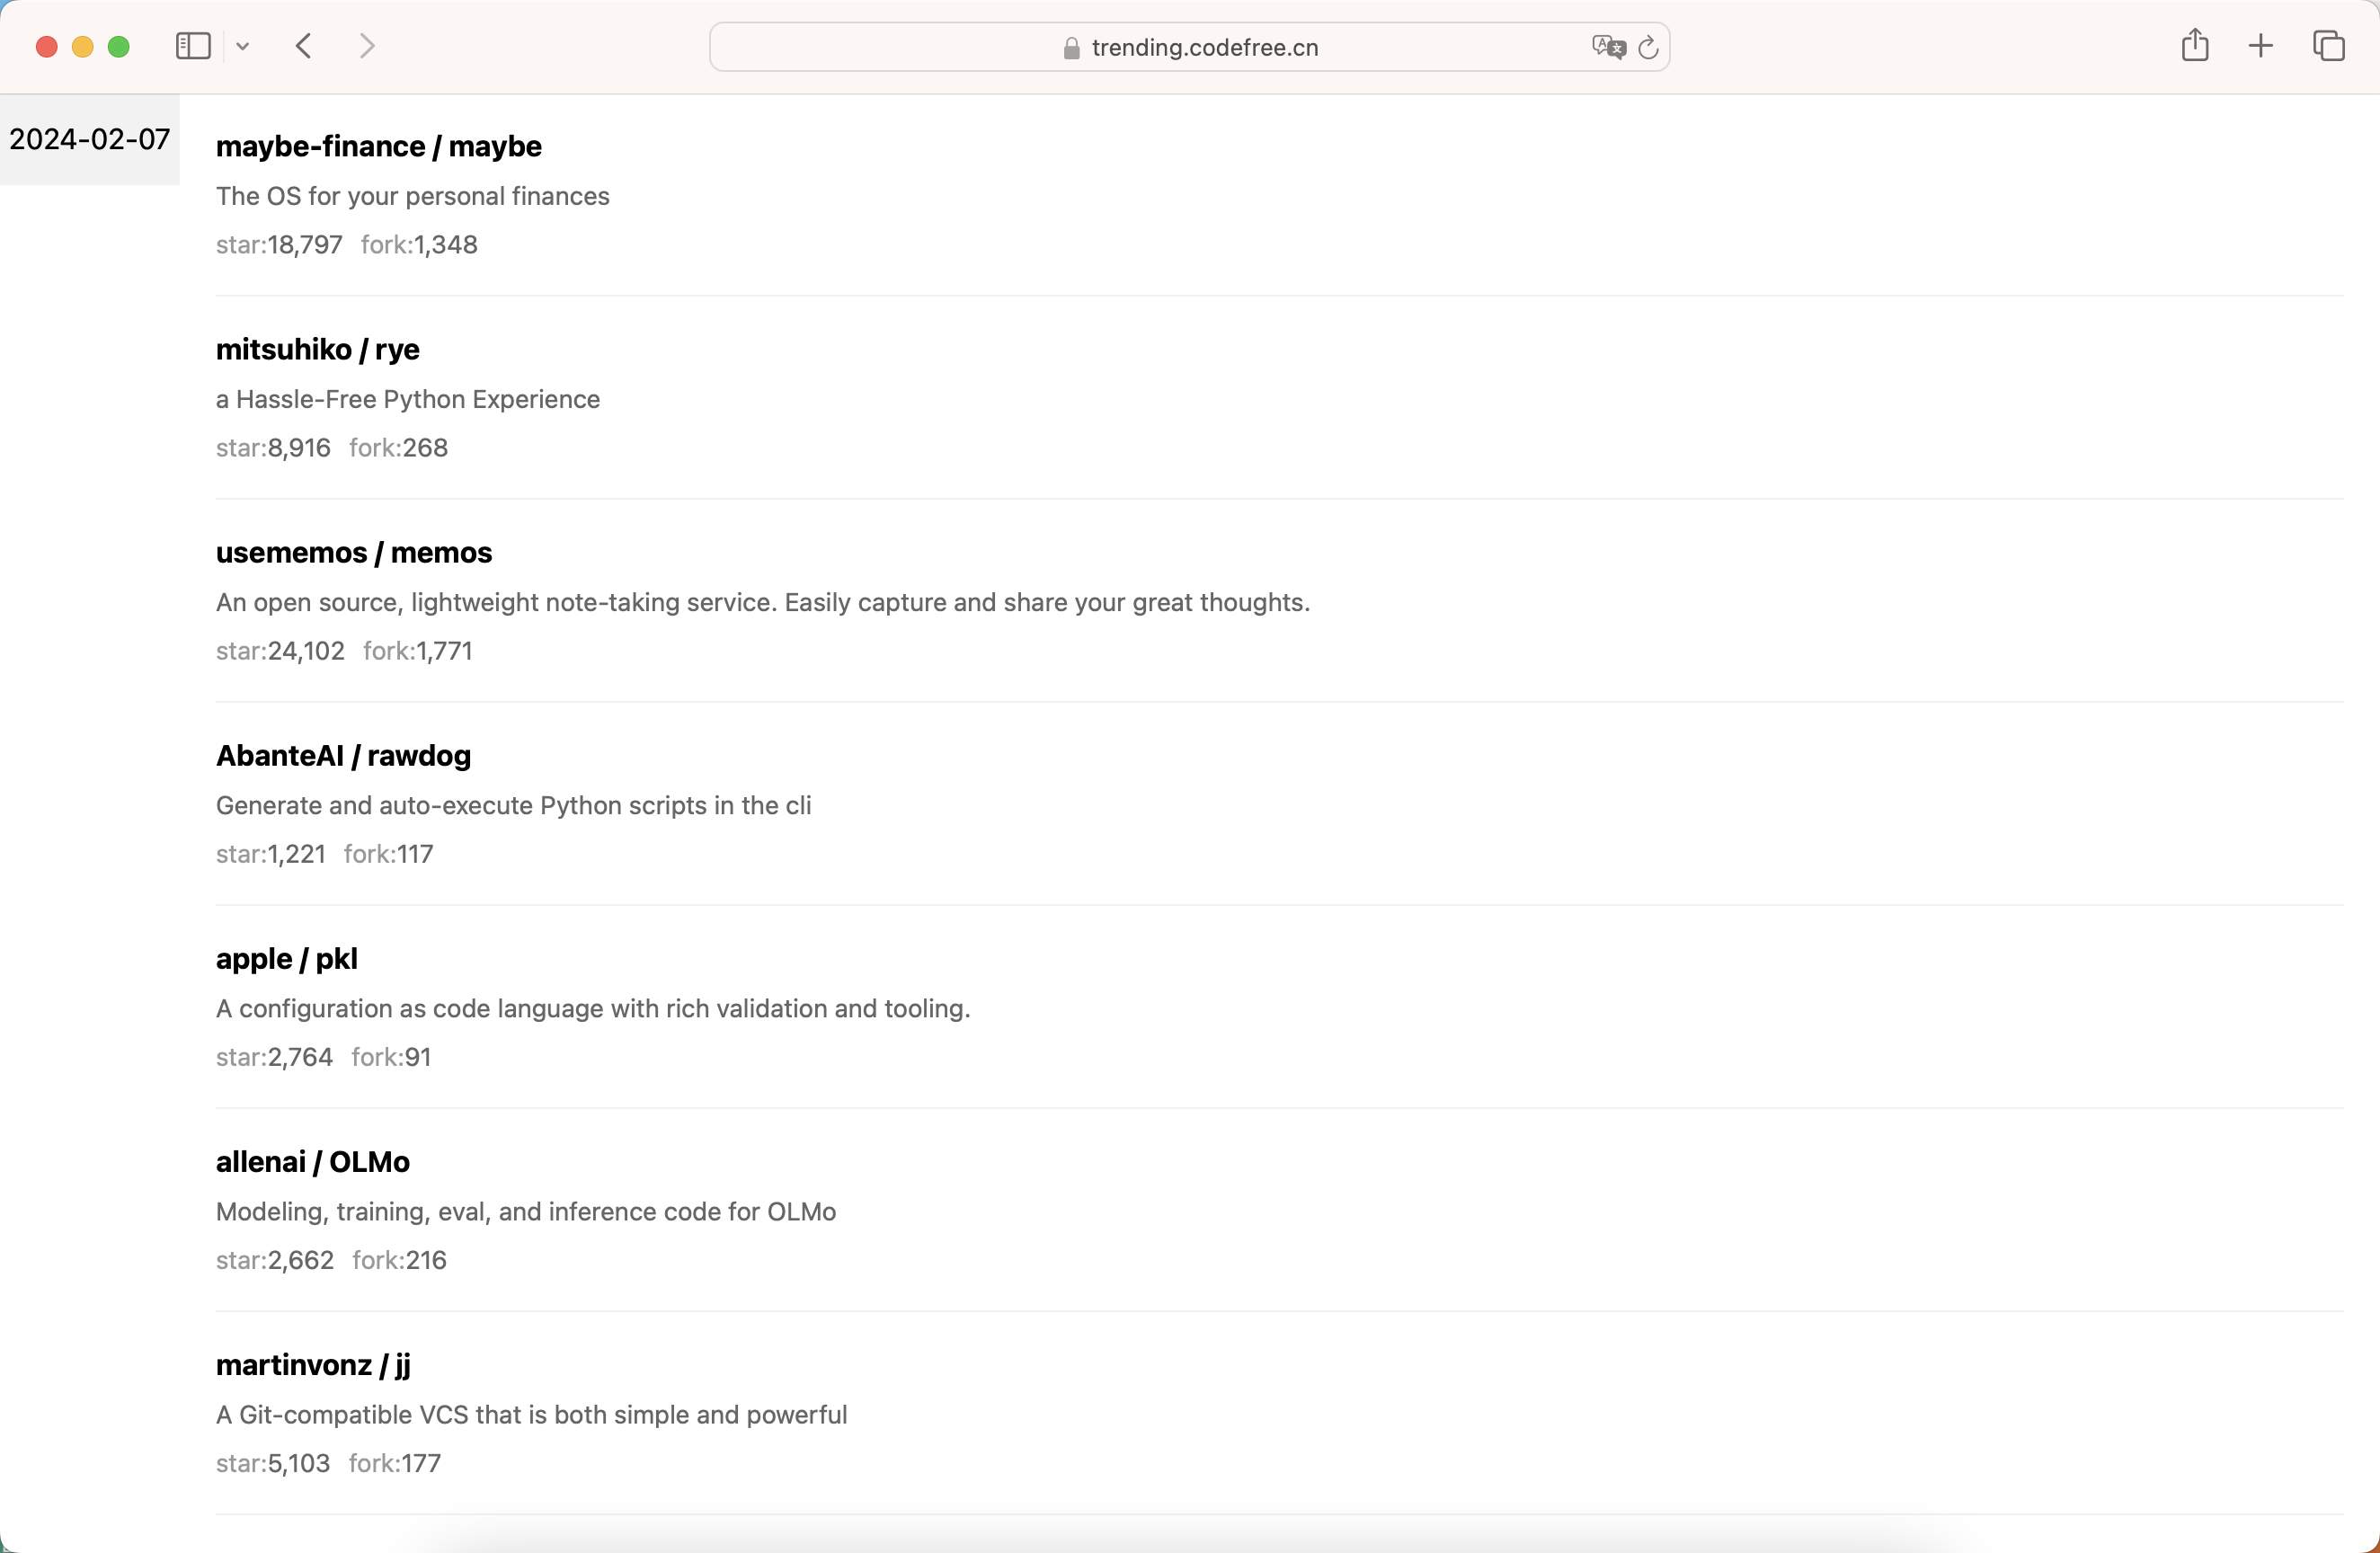 trending.codefree.cn
2024-02-07
maybe-finance / maybe
The OS for your personal finances
star:18,797 fork:1,348
mitsuhiko / rye
a Hassle-Free Python Experience
star:8,916 fork:268
usememos / memos
An open source, lightweight note-taking service. Easily capture and share your great thoughts.
star:24,102 fork:1,771
AbanteAI / rawdog
Generate and auto-execute Python scripts in the cli
star:1,221 fork:117
apple / pkl
A configuration as code language with rich validation and tooling.
star:2,764 fork:91
allenai / OLMo
Modeling, training, eval, and inference code for OLMo
star:2,662 fork:216
martinvonz / jj
A Git-compatible VCS that is both simple and powerful
star:5,103 fork:177